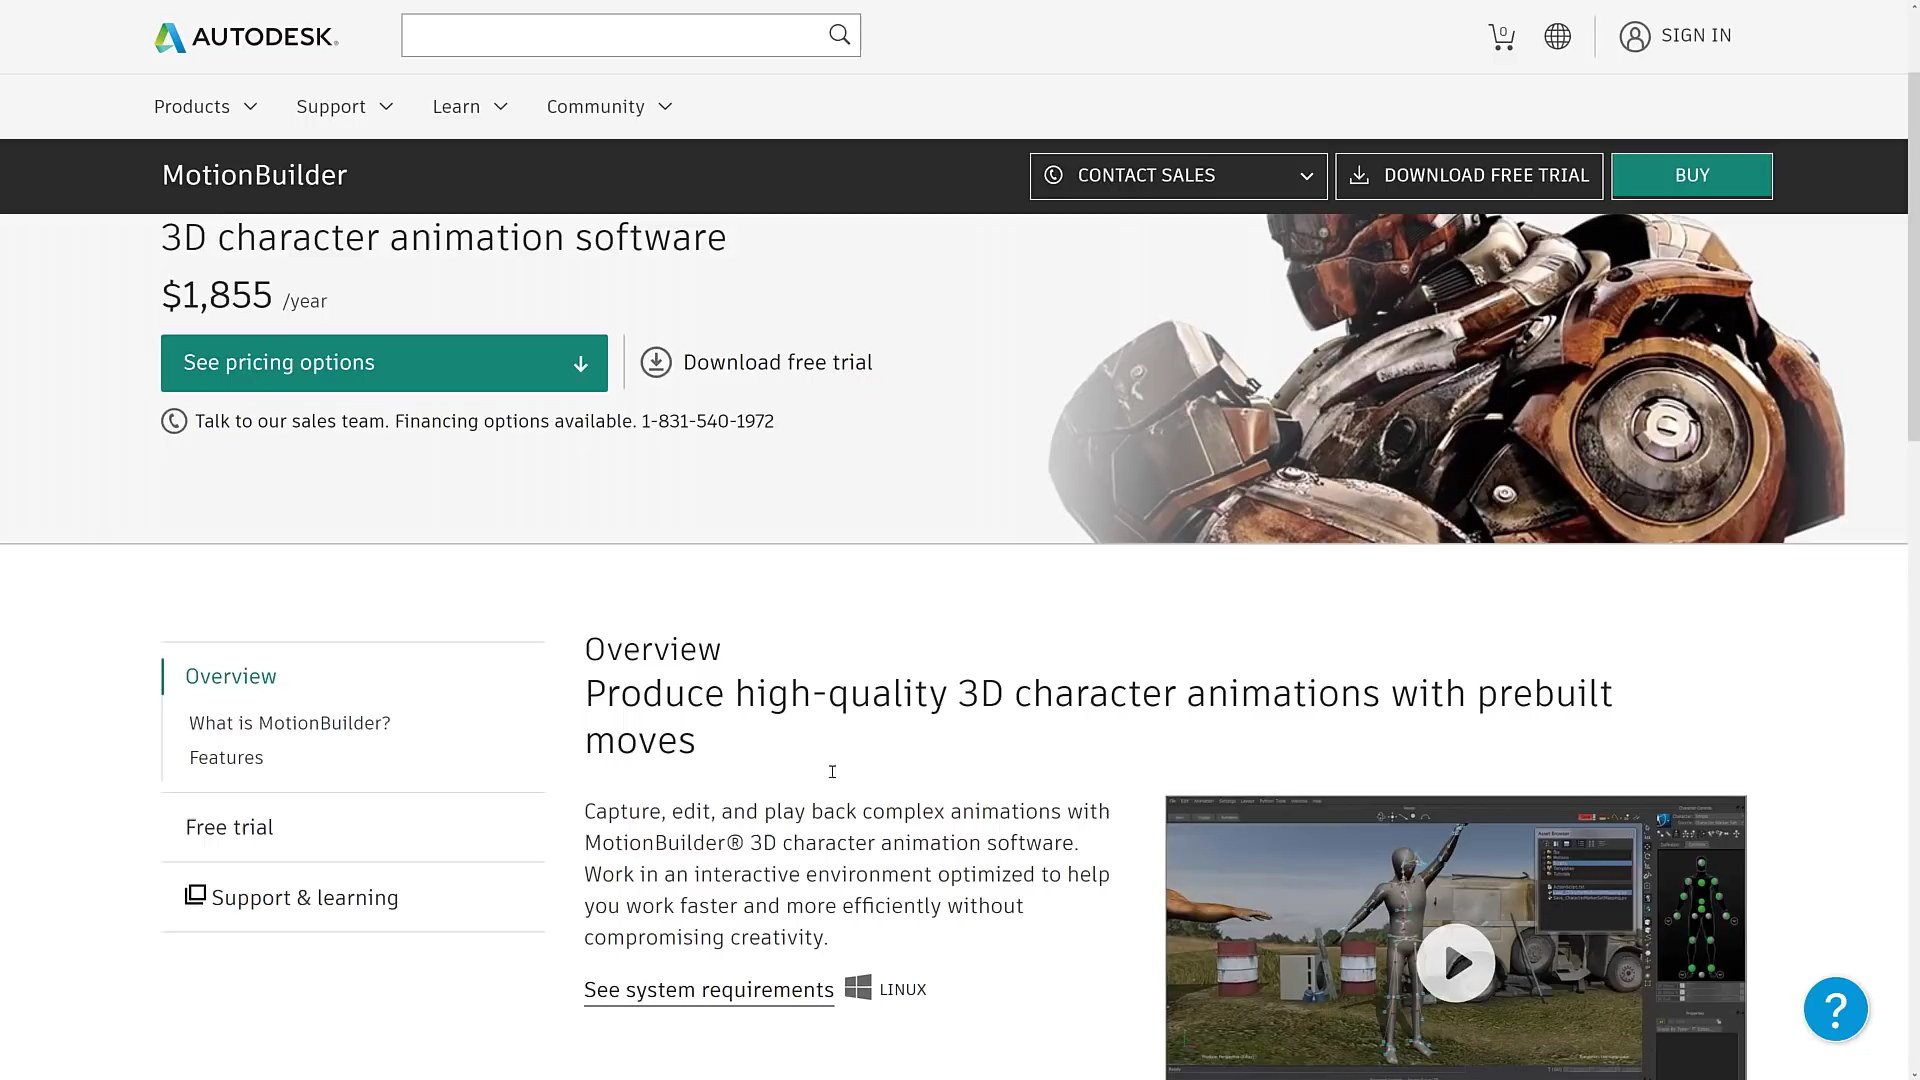 AUTODESK.
0
SIGN IN
Products
Support
Learn
Community
MotionBuilder
CONTACT SALES
DOWNLOAD FREE TRIAL
BUY
3D character animation software
$1,855 /year
See pricing options
Download free trial
Talk to our sales team. Financing options available. 1-831-540-1972
Overview
What is MotionBuilder?
Features
Free trial
Support & learning
Overview
Produce high-quality 3D character animations with prebuilt
moves
Capture, edit, and play back complex animations with
MotionBuilder® 3D character animation software.
Work in an interactive environment optimized to help
you work faster and more efficiently without
compromising creativity.
See system requirements
LINUX
?